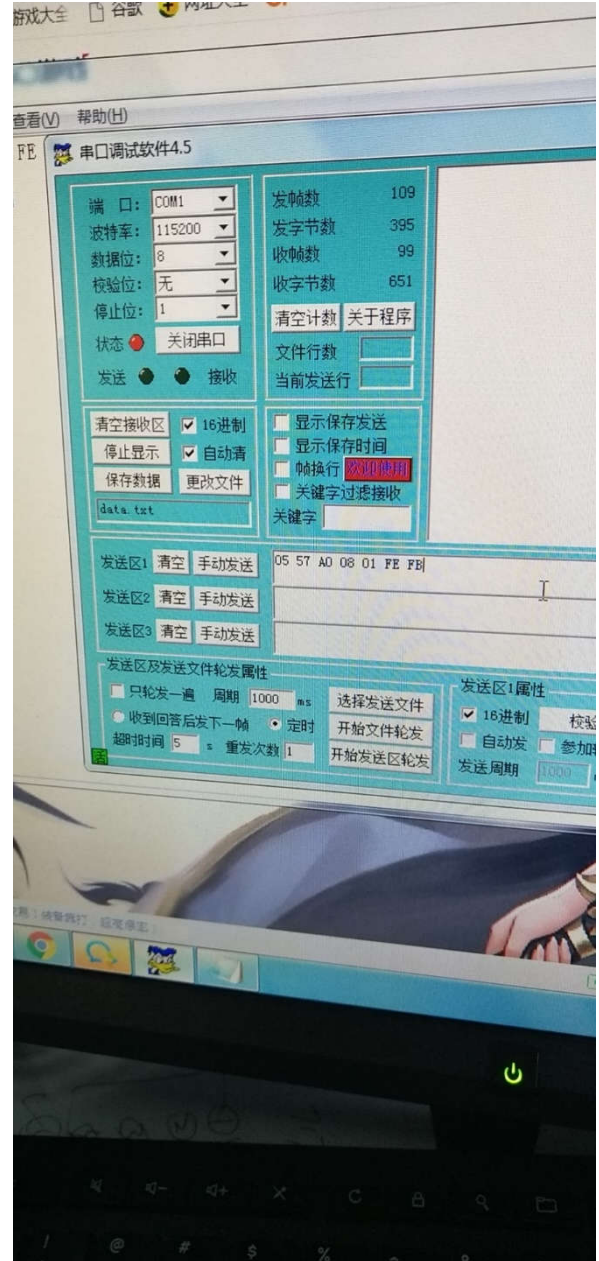 游戏大全 谷歌 网址大全
查看(V) 帮助(H)
FE 串口调试软件4.5
端 口: COM1 发帧数 109
波特率: 115200 发字节数 395
数据位: 8 收帧数 99
校验位: 无 收字节数 651
停止位: 1 清空计数 关于程序
状态 关闭串口 文件行数
发送 接收 当前发送行
清空接收区 16进制 显示保存发送
停止显示 自动清 显示保存时间
保存数据 更改文件 帧换行 欢迎使用
data.txt 关键字过滤接收
关键字
发送区1 清空 手动发送 05 57 A0 08 01 FE FB
发送区2 清空 手动发送
发送区3 清空 手动发送
发送区及发送文件轮发属性 发送区1属性
只轮发一遍 周期 1000 ms 选择发送文件 16进制 校验
收到回答后发下一帧 定时 开始文件轮发 自动发 参加
超时时间 5 s 重发次数 1 开始发送区轮发 发送周期 1000
活
C
! @ # $ %